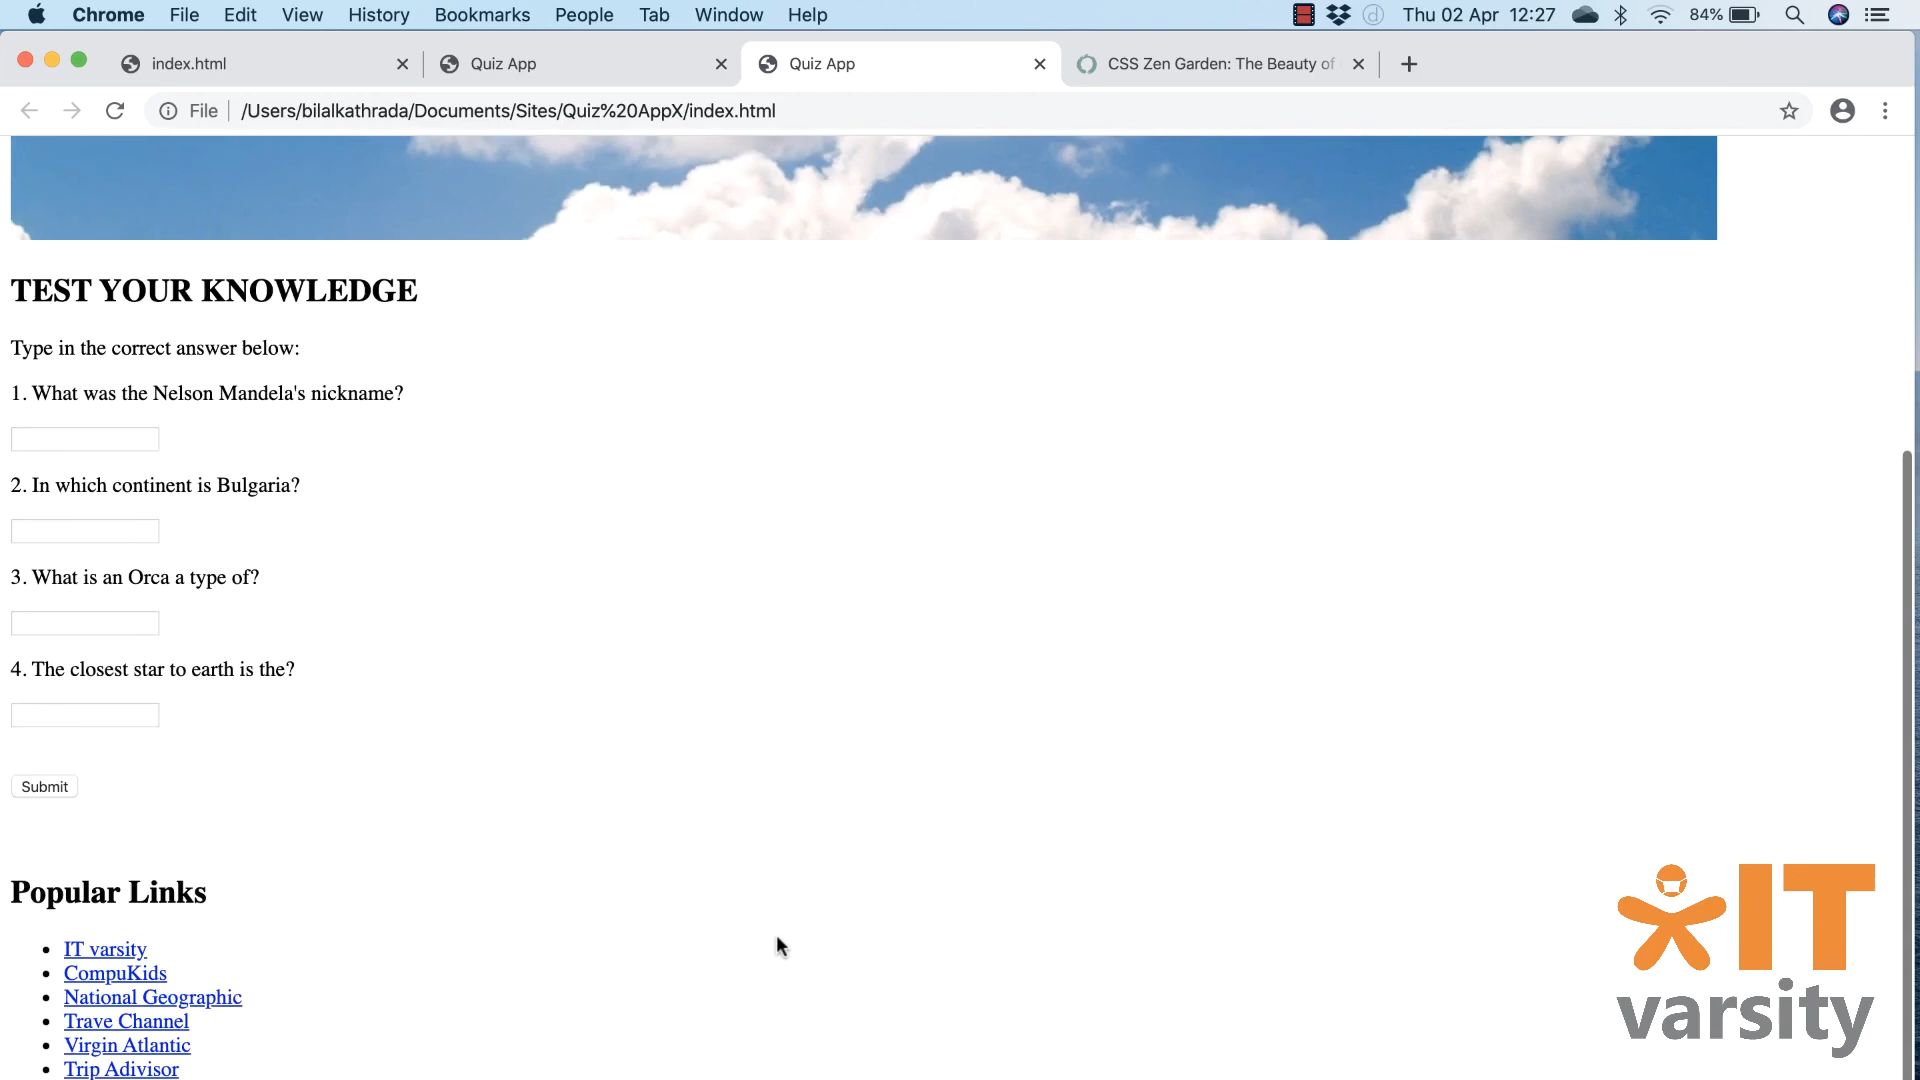 Chrome File Edit View History Bookmarks People Tab Window Help
Thu 02 Apr 12:27 84%
index.html
Quiz App
Quiz App
CSS Zen Garden: The Beauty of
File /Users/bilalkathrada/Documents/Sites/Quiz%20AppX/index.html
TEST YOUR KNOWLEDGE
Type in the correct answer below:
1. What was the Nelson Mandela's nickname?
2. In which continent is Bulgaria?
3. What is an Orca a type of?
4. The closest star to earth is the?
Submit
Popular Links
IT varsity
CompuKids
National Geographic
Trave Channel
Virgin Atlantic
Trip Adivisor
IT
varsity